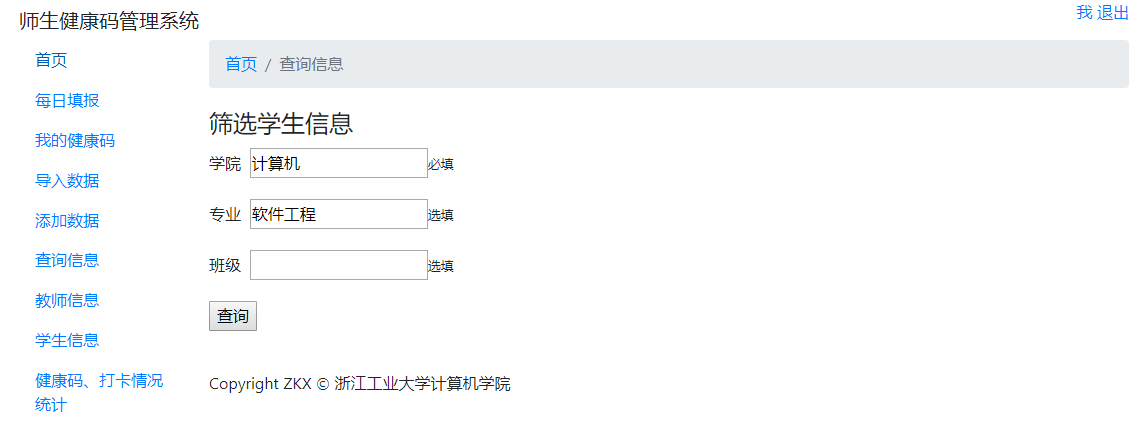 师生健康码管理系统
我 退出
首页
每日填报
我的健康码
导入数据
添加数据
查询信息
教师信息
学生信息
健康码、打卡情况
统计
首页 / 查询信息
筛选学生信息
学院 计算机 必填
专业 软件工程 选填
班级 选填
查询
Copyright ZKX © 浙江工业大学计算机学院